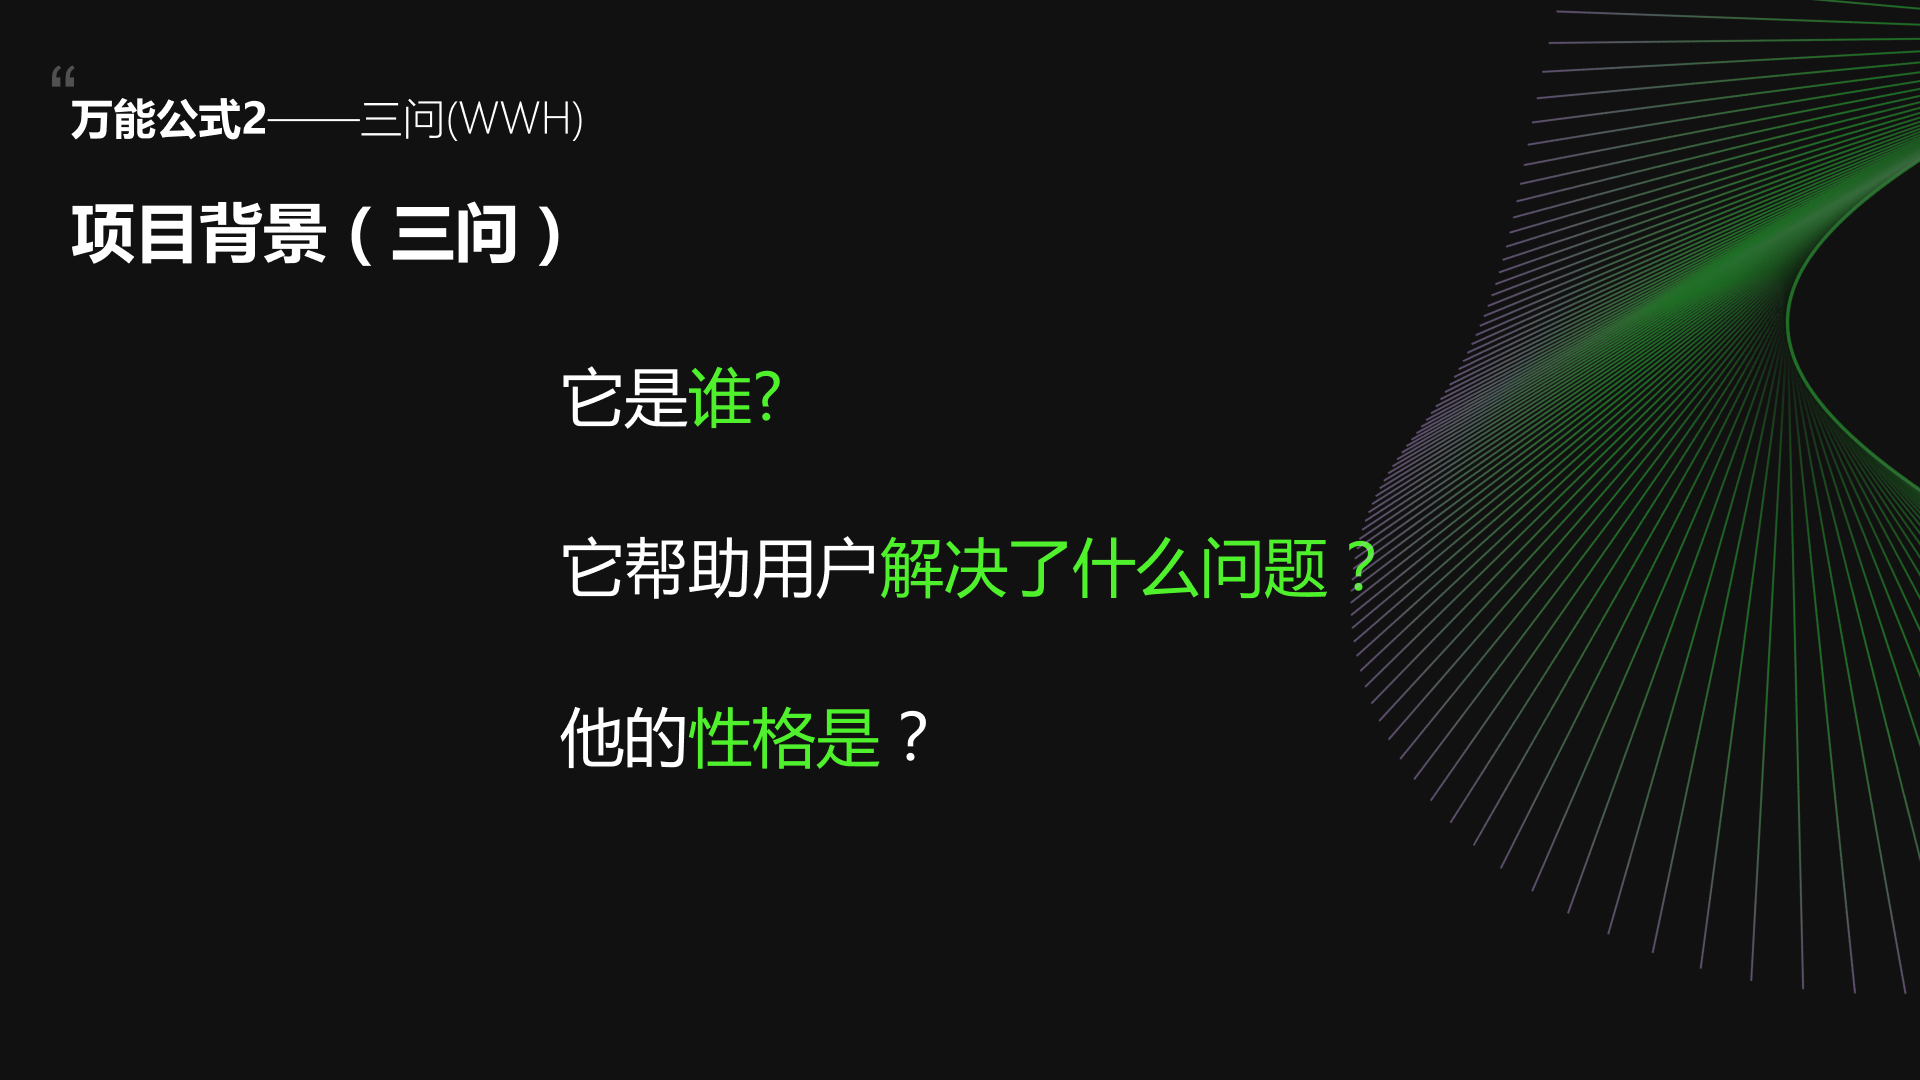 “
万能公式2——三问(WWH)
项目背景（三问）
它是谁?
它帮助用户解决了什么问题？
他的性格是？